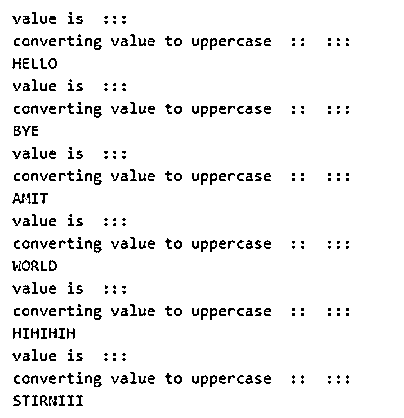 value is  :::
converting value to uppercase  ::  :::
HELLO
value is  :::
converting value to uppercase  ::  :::
BYE
value is  :::
converting value to uppercase  ::  :::
AMIT
value is  :::
converting value to uppercase  ::  :::
WORLD
value is  :::
converting value to uppercase  ::  :::
HIHIHIH
value is  :::
converting value to uppercase  ::  :::
STIRNIII